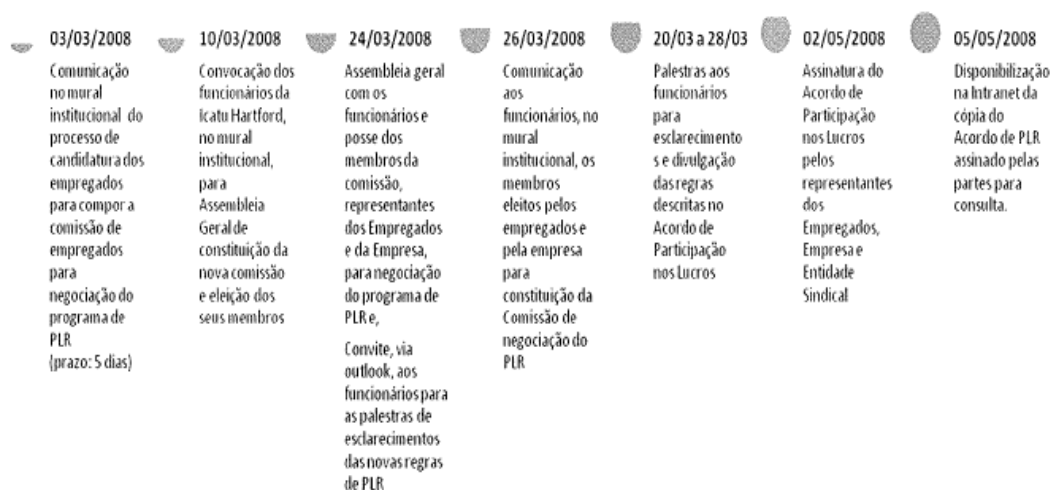 03/03/2008
Comunicação
no mural
institucional do
processo de
candidatura dos
empregados
para compor a
comissão de
empregados
para
negociação do
programa de
PLR
(prazo: 5 dias)
10/03/2008
Convocação dos
funcionários da
Icatu Hartford,
no mural
institucional,
para
Assembleia
Geral de
constituição da
nova comissão
e eleição dos
seus membros
24/03/2008
Assembleia geral
com os
funcionários e
posse dos
membros da
comissão,
representantes
dos Empregados
e da Empresa,
para negociação
do programa de
PLR e,
Convite, via
outlook, aos
funcionários para
as palestras de
esclarecimentos
das novas regras
de PLR
26/03/2008
Comunicação
aos
funcionários, no
mural
institucional, os
membros
eleitos pelos
empregados e
pela empresa
para
constituição da
Comissão de
negociação do
PLR
20/03 a 28/03
Palestras aos
funcionários
para
esclarecimento
s e divulgação
das regras
descritas no
Acordo de
Participação
nos Lucros
02/05/2008
Assinatura do
Acordo de
Participação
nos Lucros
pelos
representantes
dos
Empregados,
Empresa e
Entidade
Sindical
05/05/2008
Disponibilização
na Intranet da
cópia do
Acordo de PLR
assinado pelas
partes para
consulta.